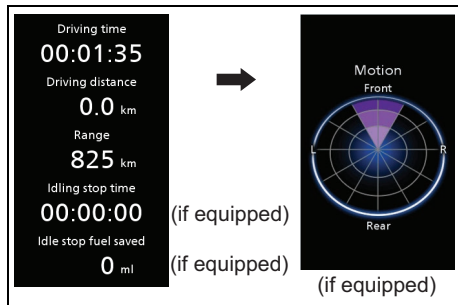 Driving time
00:01:35
Driving distance
0.0 km
Range
825 km
Idling stop time
00:00:00 (if equipped)
Idle stop fuel saved
0 ml (if equipped)
Motion
Front
L R
Rear
(if equipped)